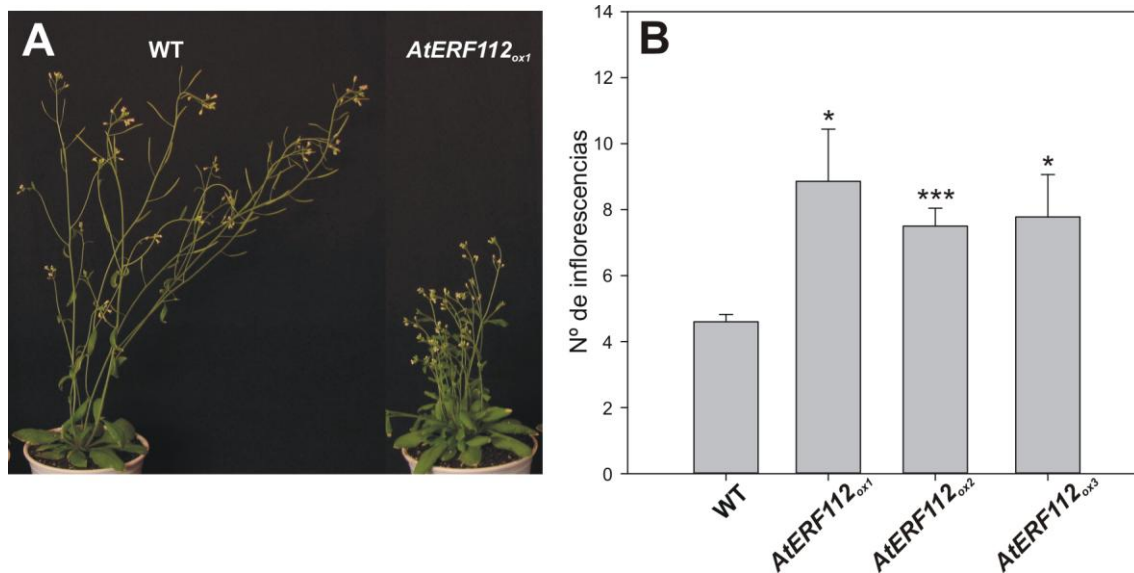 A
WT
AtERF112ox1
B
Nº de inflorescencias
14
12
10
8
6
4
2
0
*
***
*
WT
AtERF112ox1
AtERF112ox2
AtERF112ox3